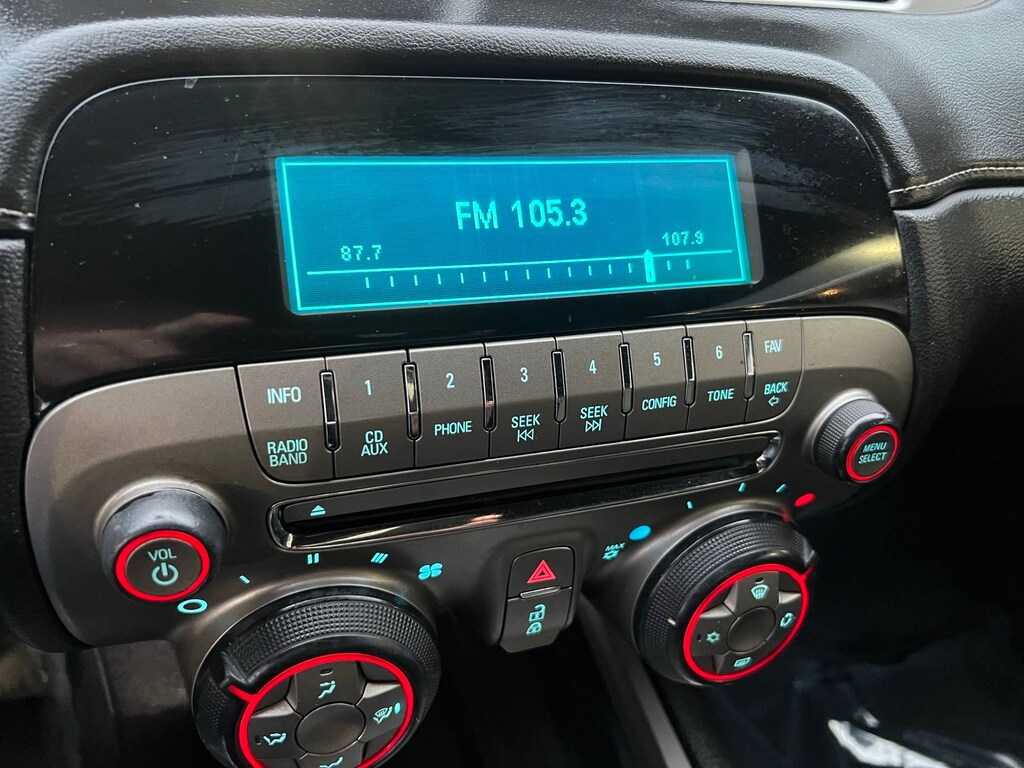 FM 105.3
87.7
107.9
INFO
RADIO
BAND
1
CD
AUX
2
PHONE
3
SEEK
4
SEEK
5
CONFIG
6
TONE
FAV
BACK
MENU
SELECT
VOL
MAX